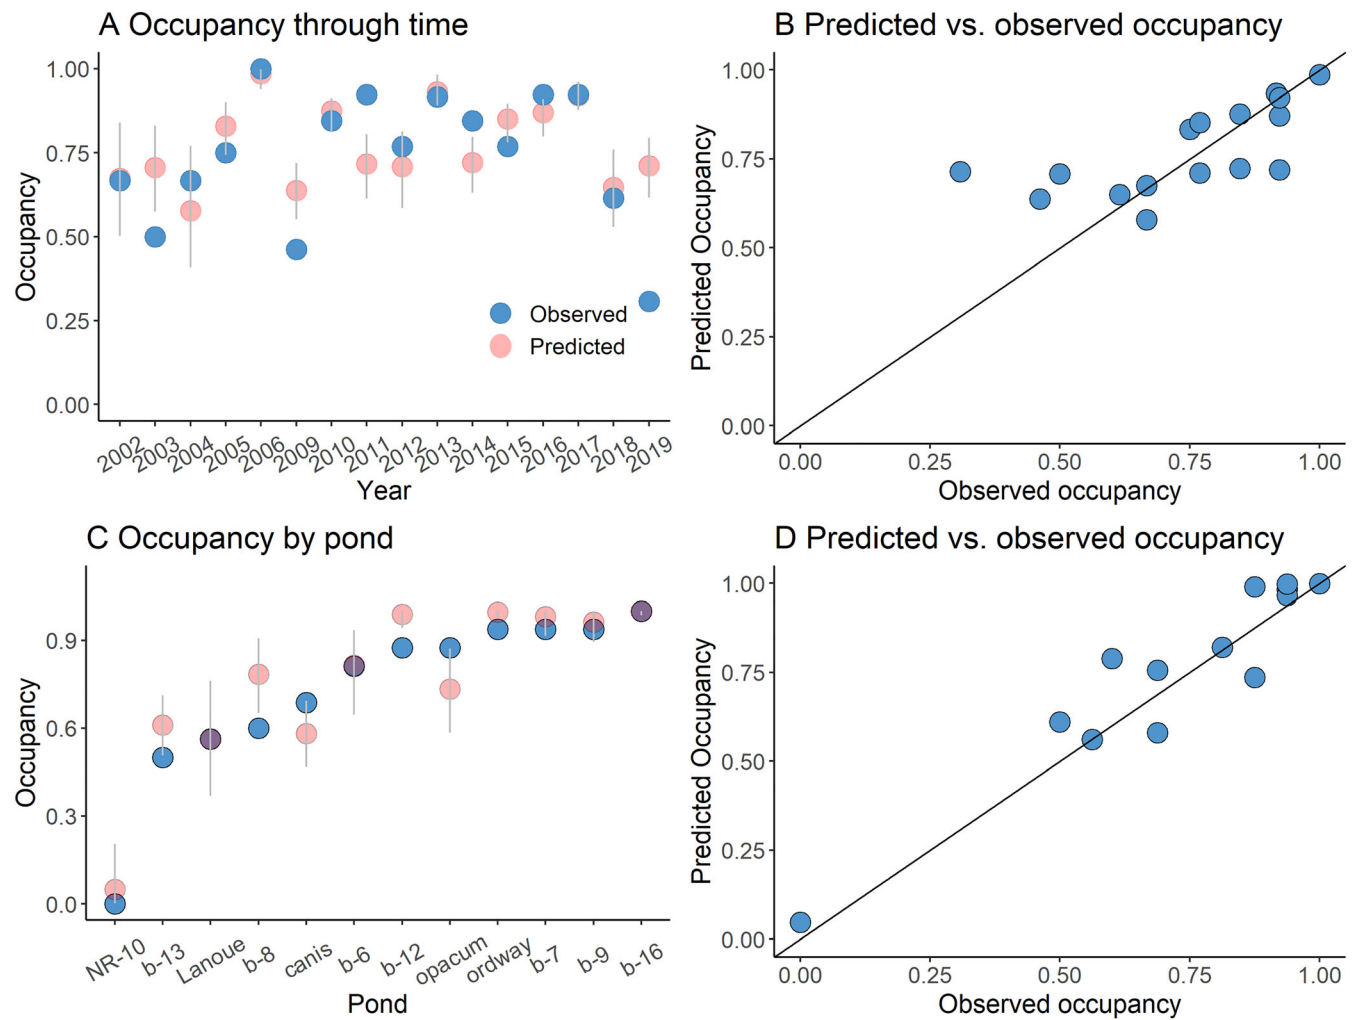 A Occupancy through time
Occupancy
1.00
0.75
0.50
0.25
0.00
Observed
Predicted
2002 2003 2004 2005 2006 2009 2010 2011 2012 2013 2014 2015 2016 2017 2018 2019
Year
B Predicted vs. observed occupancy
Predicted Occupancy
1.00
0.75
0.50
0.25
0.00
0.00 0.25 0.50 0.75 1.00
Observed occupancy
C Occupancy by pond
Occupancy
0.9
0.6
0.3
0.0
NR-10 b-13 Lanoue b-8 canis b-6 b-12 opacum ordway b-7 b-9 b-16
Pond
D Predicted vs. observed occupancy
Predicted Occupancy
1.00
0.75
0.50
0.25
0.00
0.00 0.25 0.50 0.75 1.00
Observed occupancy